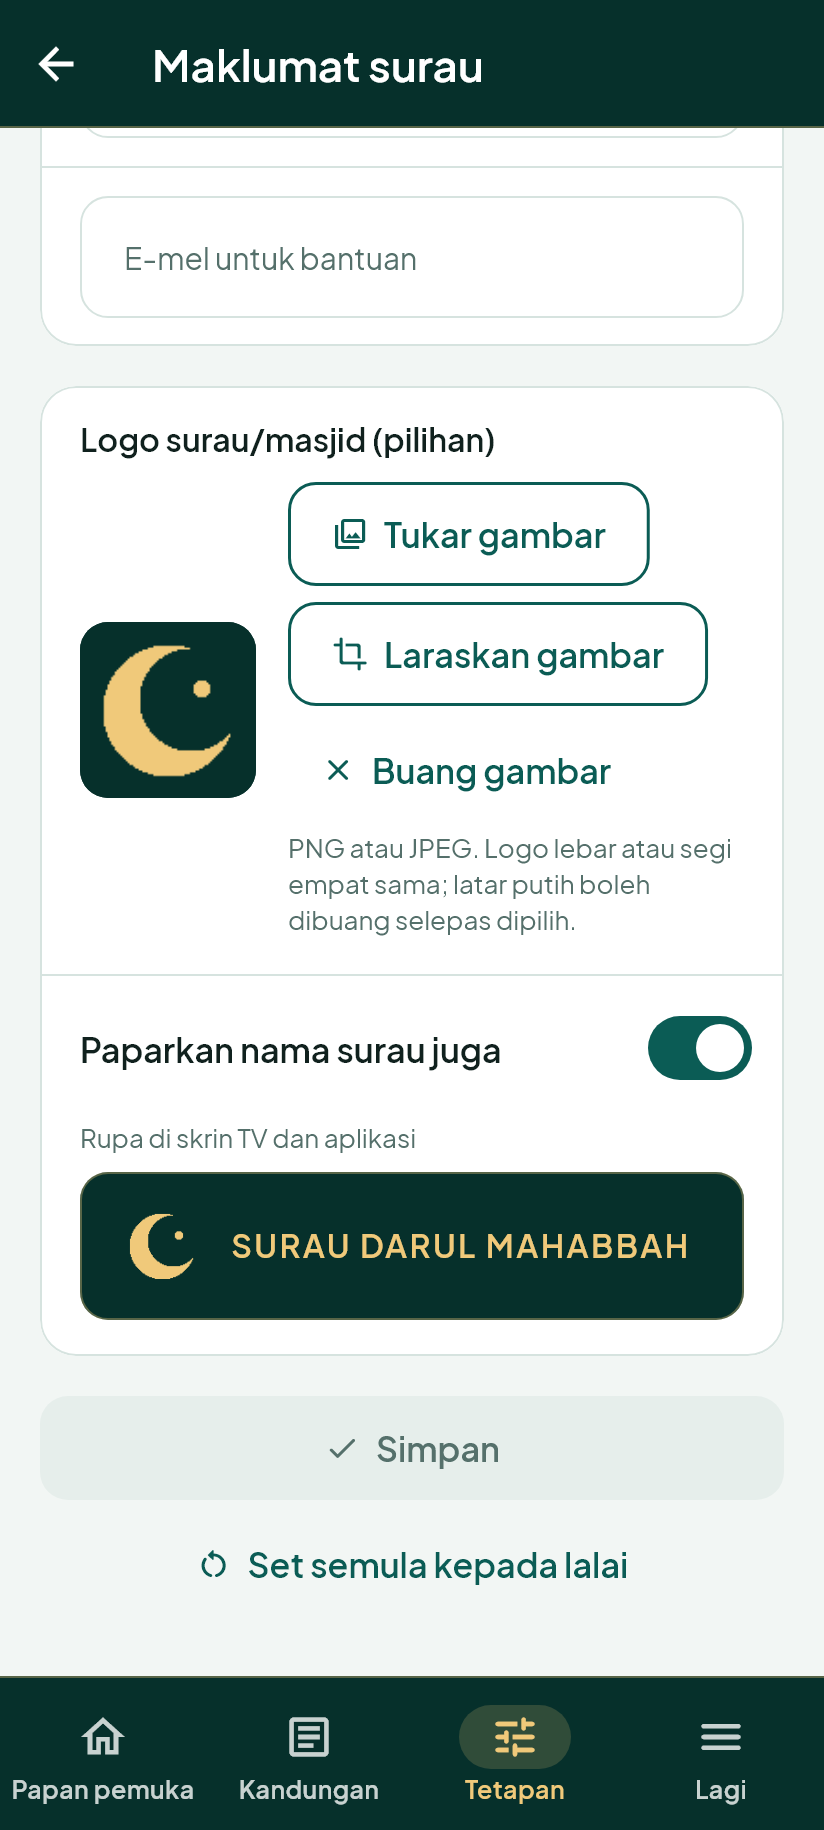 Maklumat surau
E-mel untuk bantuan
Logo surau/masjid (pilihan)
Tukar gambar
Laraskan gambar
Buang gambar
PNG atau JPEG. Logo lebar atau segi
empat sama; latar putih boleh
dibuang selepas dipilih.
Paparkan nama surau juga
Rupa di skrin TV dan aplikasi
SURAU DARUL MAHABBAH
Simpan
Set semula kepada lalai
Papan pemuka
Kandungan
Tetapan
Lagi